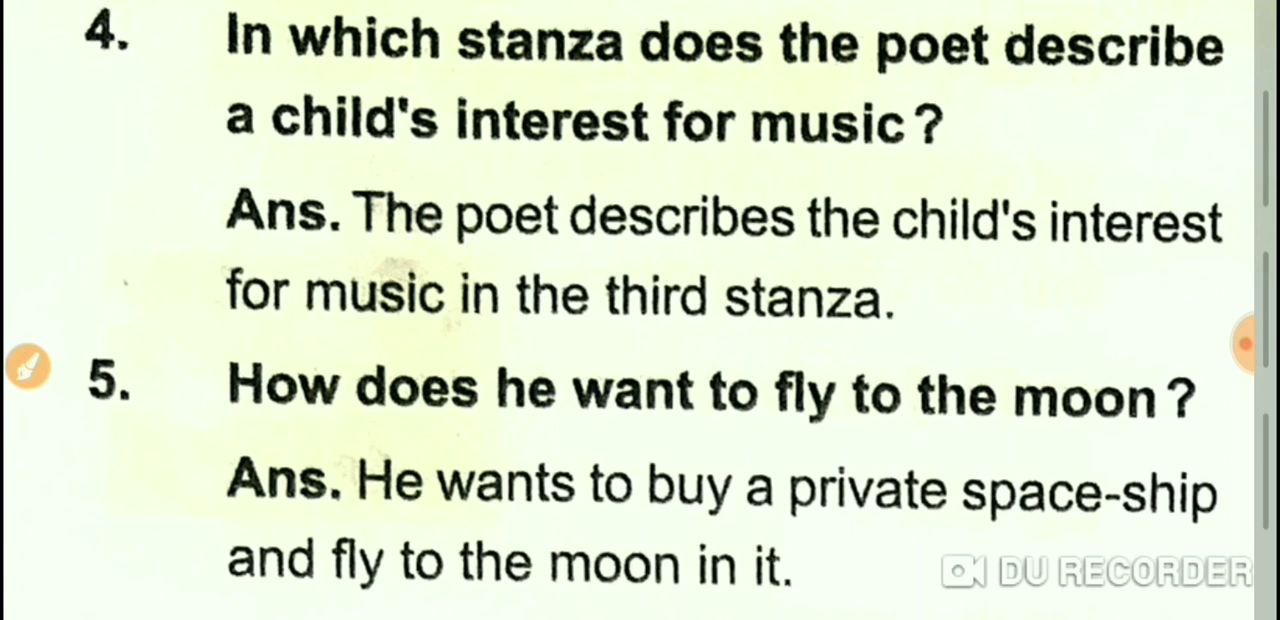 4. In which stanza does the poet describe
a child's interest for music?
Ans. The poet describes the child's interest
for music in the third stanza.
5. How does he want to fly to the moon?
Ans. He wants to buy a private space-ship
and fly to the moon in it.
DU RECORDER